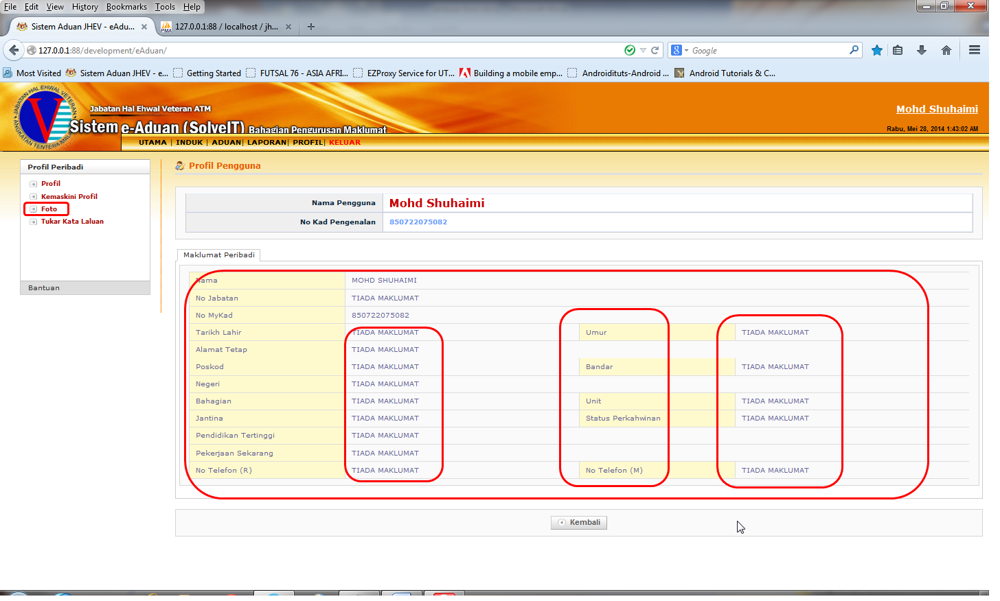 File Edit View History Bookmarks Tools Help
Sistem Aduan JHEV - eAdu... 127.0.0.1:88 / localhost / jh...
127.0.0.1:88/development/eAduan/ Google
Most Visited Sistem Aduan JHEV - e... Getting Started FUTSAL 76 - ASIA AFRI... EZProxy Service for UT... Building a mobile emp... Androidituts-Android ... Android Tutorials & C...
JABATAN HAL EHWAL VETERAN
ANGKATAN TENTERA
Jabatan Hal Ehwal Veteran ATM
Mohd Shuhaimi
Sistem e-Aduan (SolveIT) Bahagian Pengurusan Maklumat
Rabu, Mei 28, 2014 1:43:02 AM
UTAMA | INDUK | ADUAN| LAPORAN| PROFIL| KELUAR
Profil Peribadi
Profil
Kemaskini Profil
Foto
Tukar Kata Laluan
Bantuan
Profil Pengguna
Nama Pengguna Mohd Shuhaimi
No Kad Pengenalan 850722075082
Maklumat Peribadi
Nama MOHD SHUHAIMI
No Jabatan TIADA MAKLUMAT
No MyKad 850722075082
Tarikh Lahir TIADA MAKLUMAT Umur TIADA MAKLUMAT
Alamat Tetap TIADA MAKLUMAT
Poskod TIADA MAKLUMAT Bandar TIADA MAKLUMAT
Negeri TIADA MAKLUMAT
Bahagian TIADA MAKLUMAT Unit TIADA MAKLUMAT
Jantina TIADA MAKLUMAT Status Perkahwinan TIADA MAKLUMAT
Pendidikan Tertinggi TIADA MAKLUMAT
Pekerjaan Sekarang TIADA MAKLUMAT
No Telefon (R) TIADA MAKLUMAT No Telefon (M) TIADA MAKLUMAT
Kembali